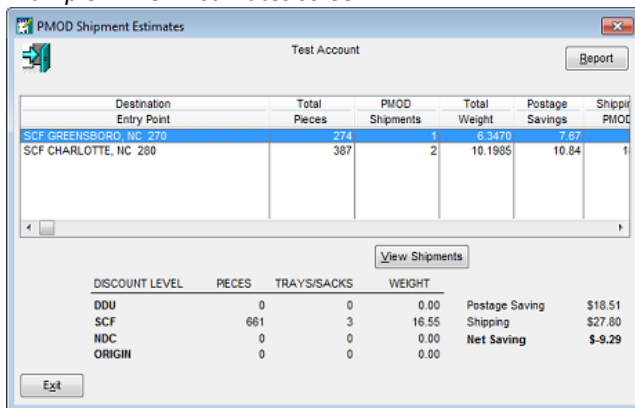 PMOD Shipment Estimates
Test Account
Report
Destination Total PMOD Total Postage
Entry Point Pieces Shipments Weight Savings PMOD
SCF GREENSBORO, NC 270 274 1 6.3470 7.67
SCF CHARLOTTE, NC 280 387 2 10.1985 10.84
View Shipments
DISCOUNT LEVEL PIECES TRAYS/SACKS WEIGHT
DDU 0 0 0.00 Postage Saving $18.51
SCF 661 3 16.55 Shipping $27.80
NDC 0 0 0.00 Net Saving $-9.29
ORIGIN 0 0 0.00
Exit